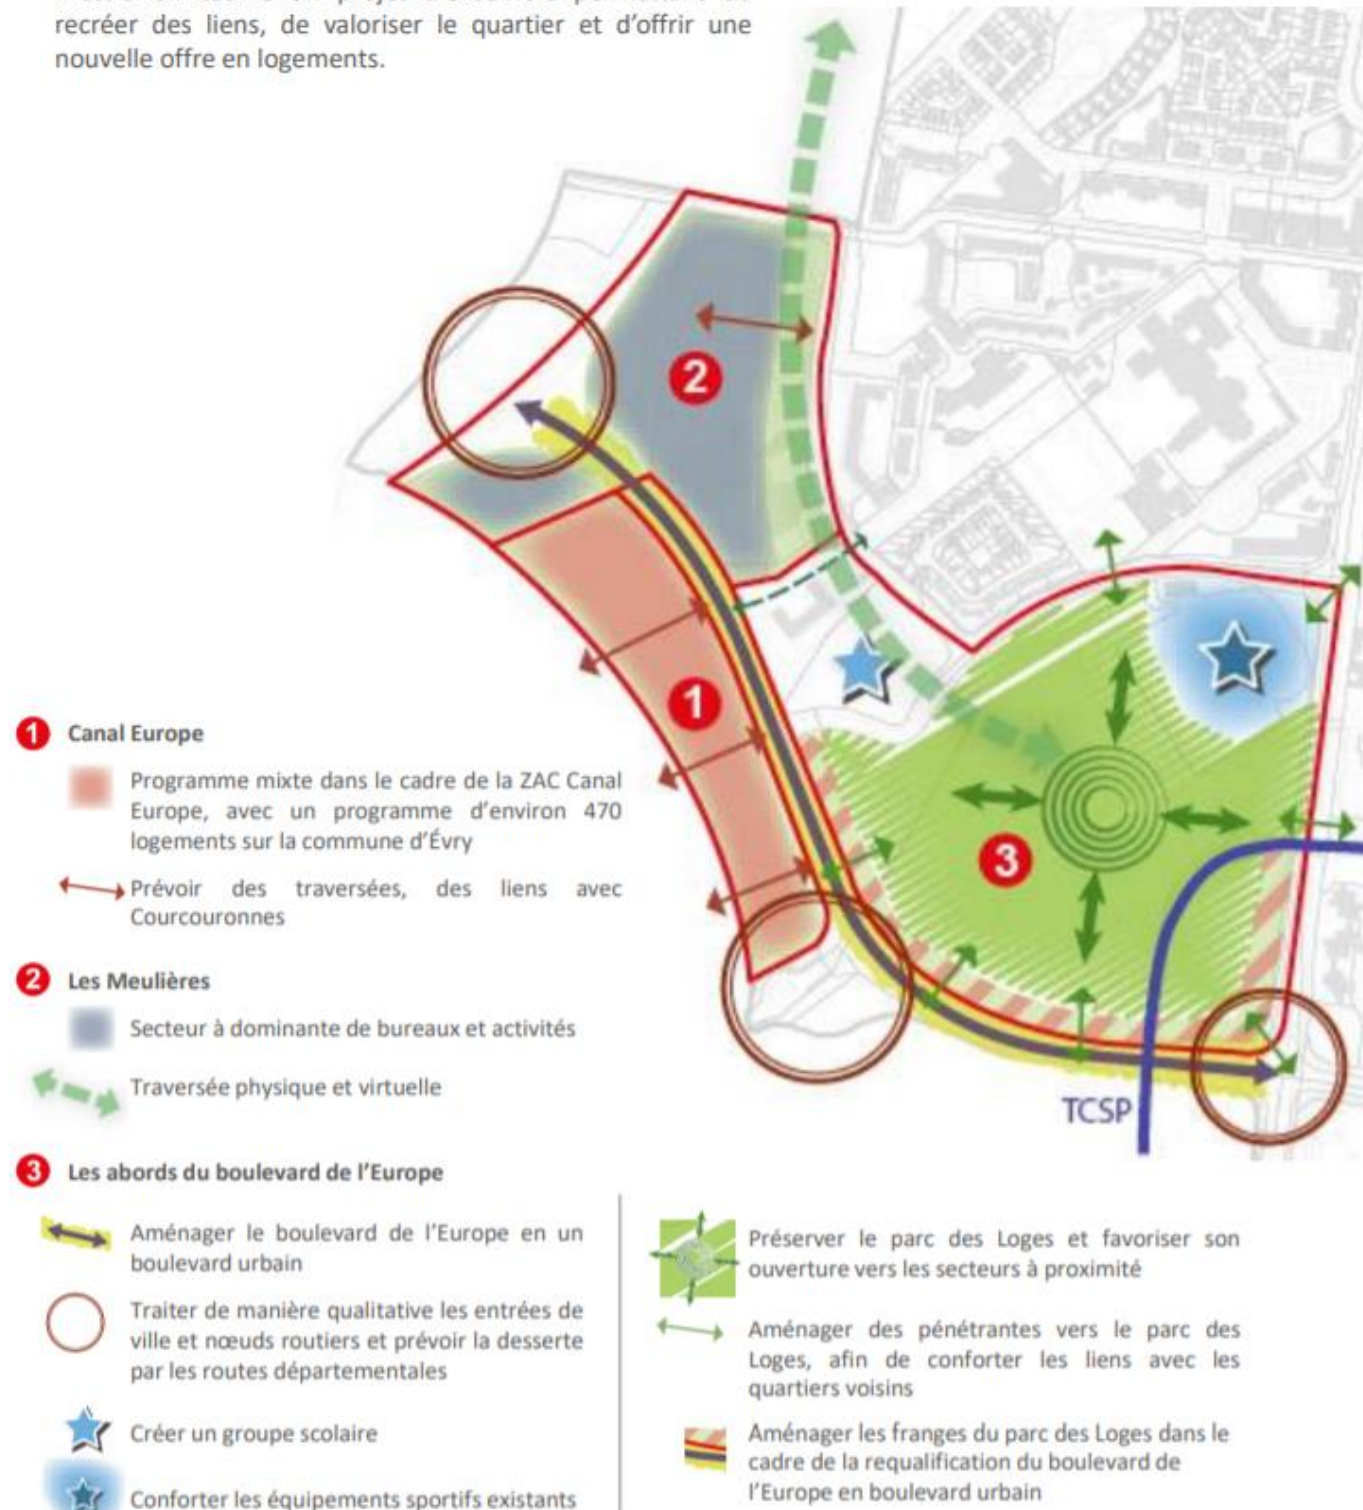 recréer des liens, de valoriser le quartier et d'offrir une
nouvelle offre en logements.
2
1
3
TCSP
1 Canal Europe
Programme mixte dans le cadre de la ZAC Canal
Europe, avec un programme d'environ 470
logements sur la commune d'Évry
Prévoir des traversées, des liens avec
Courcouronnes
2 Les Meulières
Secteur à dominante de bureaux et activités
Traversée physique et virtuelle
3 Les abords du boulevard de l'Europe
Aménager le boulevard de l'Europe en un
boulevard urbain
Traiter de manière qualitative les entrées de
ville et nœuds routiers et prévoir la desserte
par les routes départementales
Créer un groupe scolaire
Conforter les équipements sportifs existants
Préserver le parc des Loges et favoriser son
ouverture vers les secteurs à proximité
Aménager des pénétrantes vers le parc des
Loges, afin de conforter les liens avec les
quartiers voisins
Aménager les franges du parc des Loges dans le
cadre de la requalification du boulevard de
l'Europe en boulevard urbain